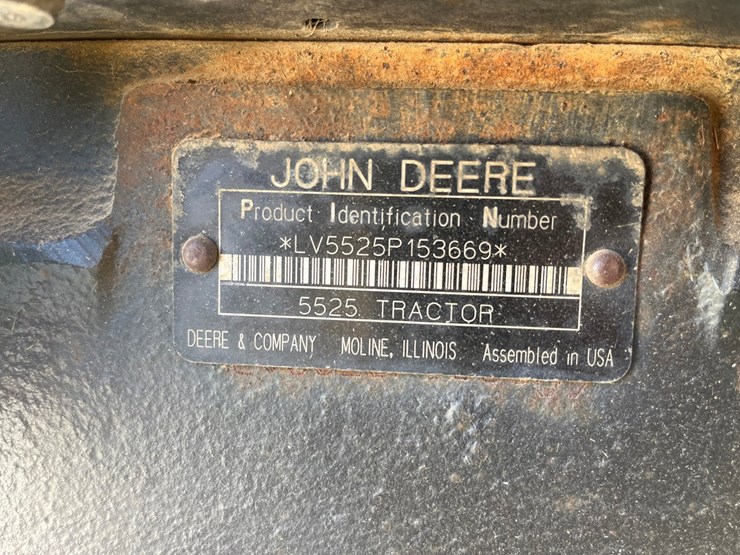 JOHN DEERE
Product Identification Number
*LV5525P153669*
5525 TRACTOR
DEERE & COMPANY MOLINE, ILLINOIS Assembled in USA